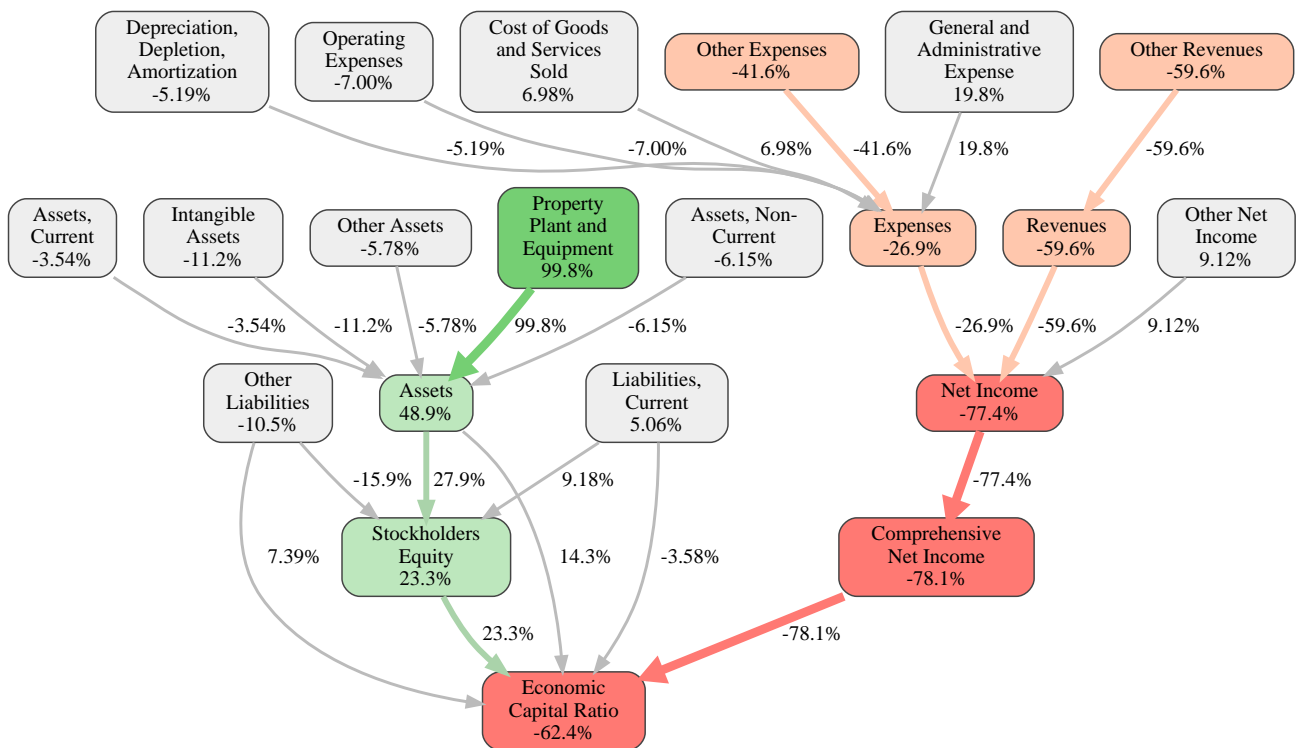 Depreciation,
Depletion,
Amortization
-5.19%
Operating
Expenses
-7.00%
Cost of Goods
and Services
Sold
6.98%
Other Expenses
-41.6%
General and
Administrative
Expense
19.8%
Other Revenues
-59.6%
-5.19%
-7.00%
6.98%
-41.6%
19.8%
-59.6%
Assets,
Current
-3.54%
Intangible
Assets
-11.2%
Other Assets
-5.78%
Property
Plant and
Equipment
99.8%
Assets, Non-
Current
-6.15%
Expenses
-26.9%
Revenues
-59.6%
Other Net
Income
9.12%
-3.54%
-11.2%
-5.78%
99.8%
-6.15%
-26.9%
-59.6%
9.12%
Other
Liabilities
-10.5%
Assets
48.9%
Liabilities,
Current
5.06%
Net Income
-77.4%
-15.9%
27.9%
9.18%
-77.4%
Stockholders
Equity
23.3%
Comprehensive
Net Income
-78.1%
7.39%
14.3%
-3.58%
23.3%
-78.1%
Economic
Capital Ratio
-62.4%